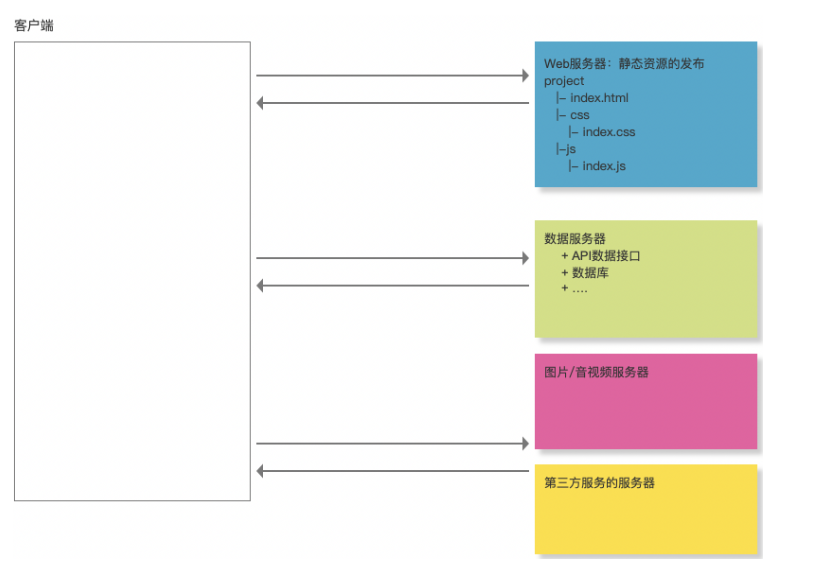 客户端
Web服务器：静态资源的发布
project
|- index.html
|- css
|- index.css
|-js
|- index.js
数据服务器
+ API数据接口
+ 数据库
+ ....
图片/音视频服务器
第三方服务的服务器